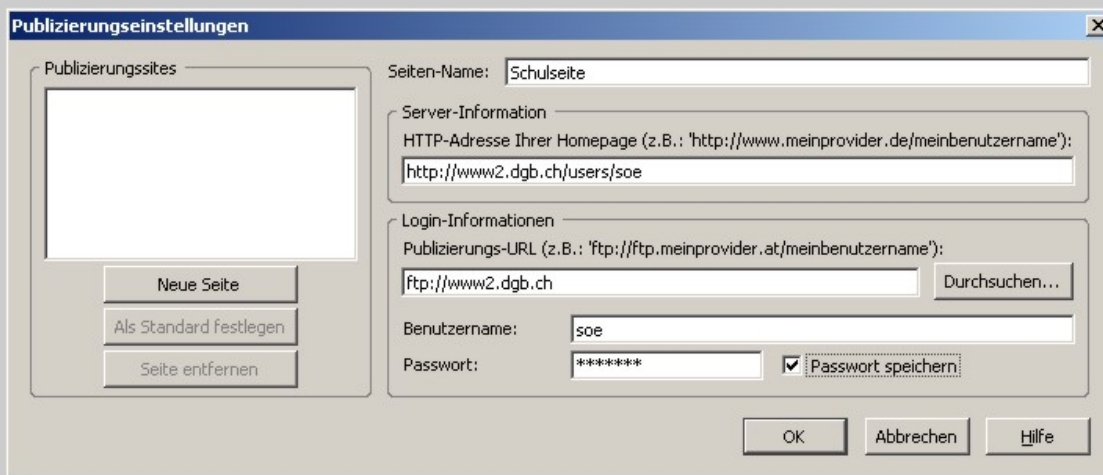 Publizierungseinstellungen
Publizierungssites
Neue Seite
Als Standard festlegen
Seite entfernen
Seiten-Name: Schulseite
Server-Information
HTTP-Adresse Ihrer Homepage (z.B.: 'http://www.meinprovider.de/meinbenutzername'):
http://www2.dgb.ch/users/soe
Login-Informationen
Publizierungs-URL (z.B.: 'ftp://ftp.meinprovider.at/meinbenutzername'):
ftp://www2.dgb.ch Durchsuchen...
Benutzername: soe
Passwort: ******* Passwort speichern
OK Abbrechen Hilfe